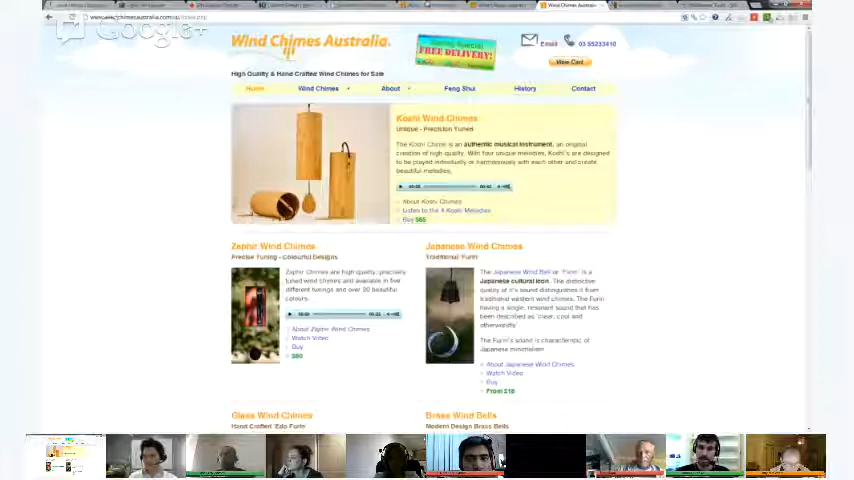 Google+
Wind Chimes Australia.
FREE DELIVERY!
Email
03 55233410
View Cart
High Quality & Hand Crafted Wind Chimes for Sale
Home Wind Chimes About Feng Shui History Contact
Koshi Wind Chimes
Unique - Precision Tuned
The Koshi Chime is an authentic musical instrument, an original
creation of high quality. With four unique melodies, Koshi's are designed
to be played individually or harmoniously with each other and create
beautiful melodies.
About Koshi Chimes
Listen to the 4 Koshi Melodies
Buy $65
Zephir Wind Chimes
Precise Tuning - Colourful Designs
Zephir Chimes are high quality, precisely
tuned wind chimes and available in five
different tunings and over 30 beautiful
colours.
About Zephir Wind Chimes
Watch Video
Buy
$60
Japanese Wind Chimes
Traditional 'Furin'
The Japanese Wind Bell or 'Furin' is a
Japanese cultural icon. The distinctive
quality of it's sound distinguishes it from
traditional western wind chimes. The Furin
having a single, resonant sound that has
been described as 'clear, cool and
otherworldly'
The Furin's sound is characteristic of
Japanese minimalism
About Japanese Wind Chimes
Watch Video
Buy
From $18
Glass Wind Chimes
Hand Crafted 'Edo Furin'
Brass Wind Bells
Modern Design Brass Bells